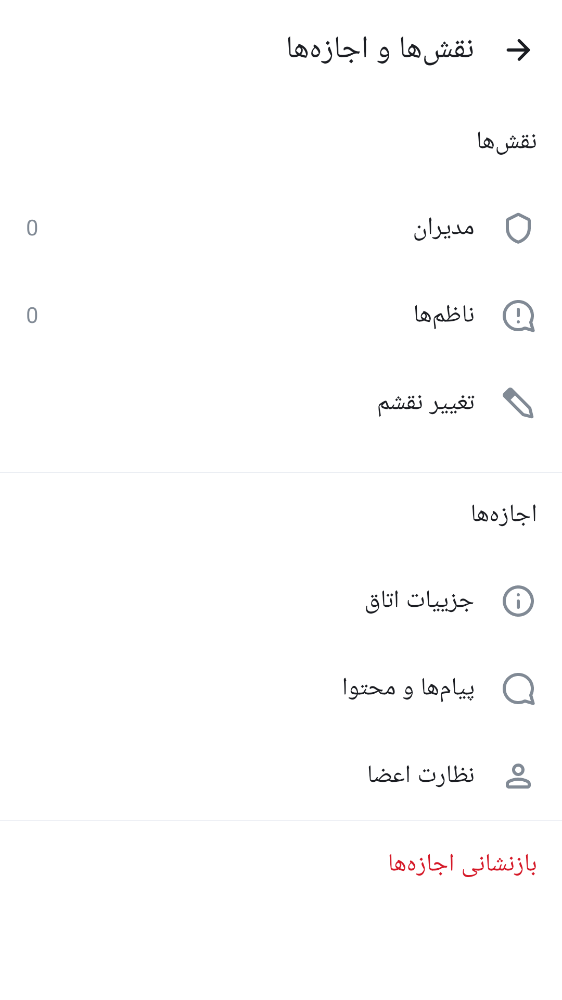 نقش‌ها و اجازه‌ها
نقش‌ها
مدیران 0
ناظم‌ها 0
تغییر نقشم
اجازه‌ها
جزییات اتاق
پیام‌ها و محتوا
نظارت اعضا
بازنشانی اجازه‌ها